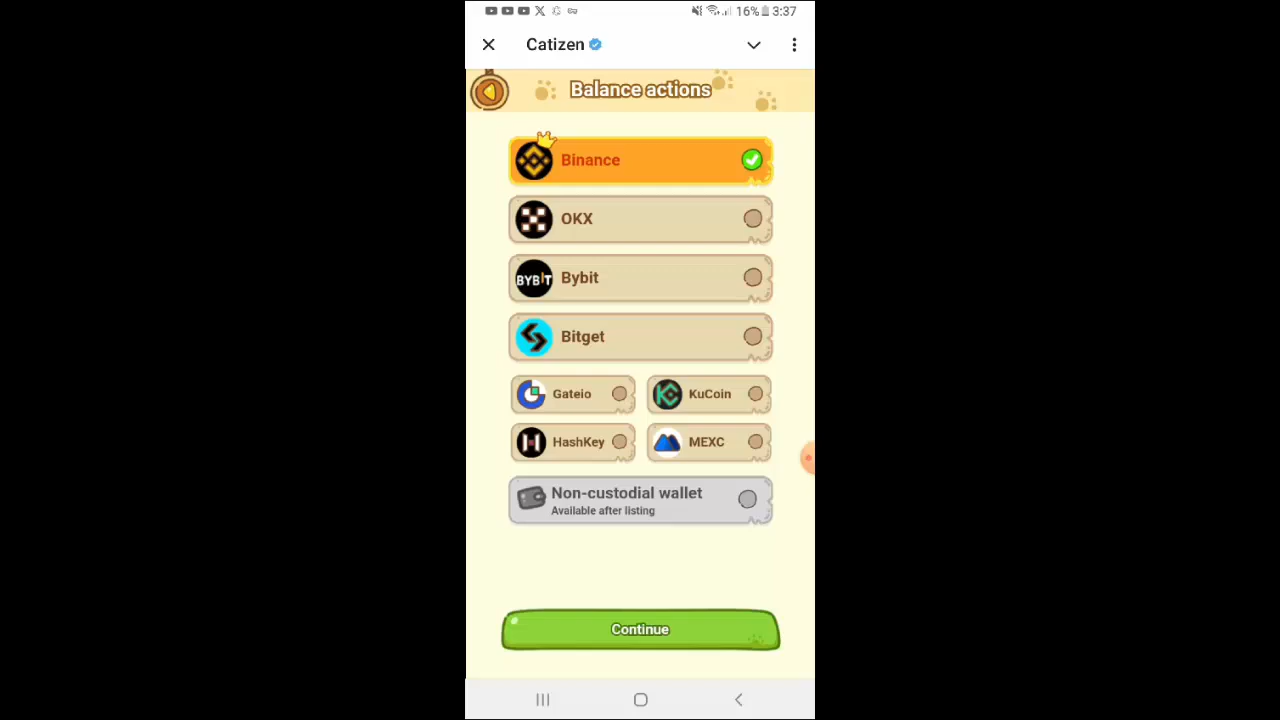 16% 3:37
Catizen
Balance actions
Binance
OKX
BYBIT Bybit
Bitget
Gateio KuCoin
HashKey MEXC
Non-custodial wallet
Available after listing
Continue